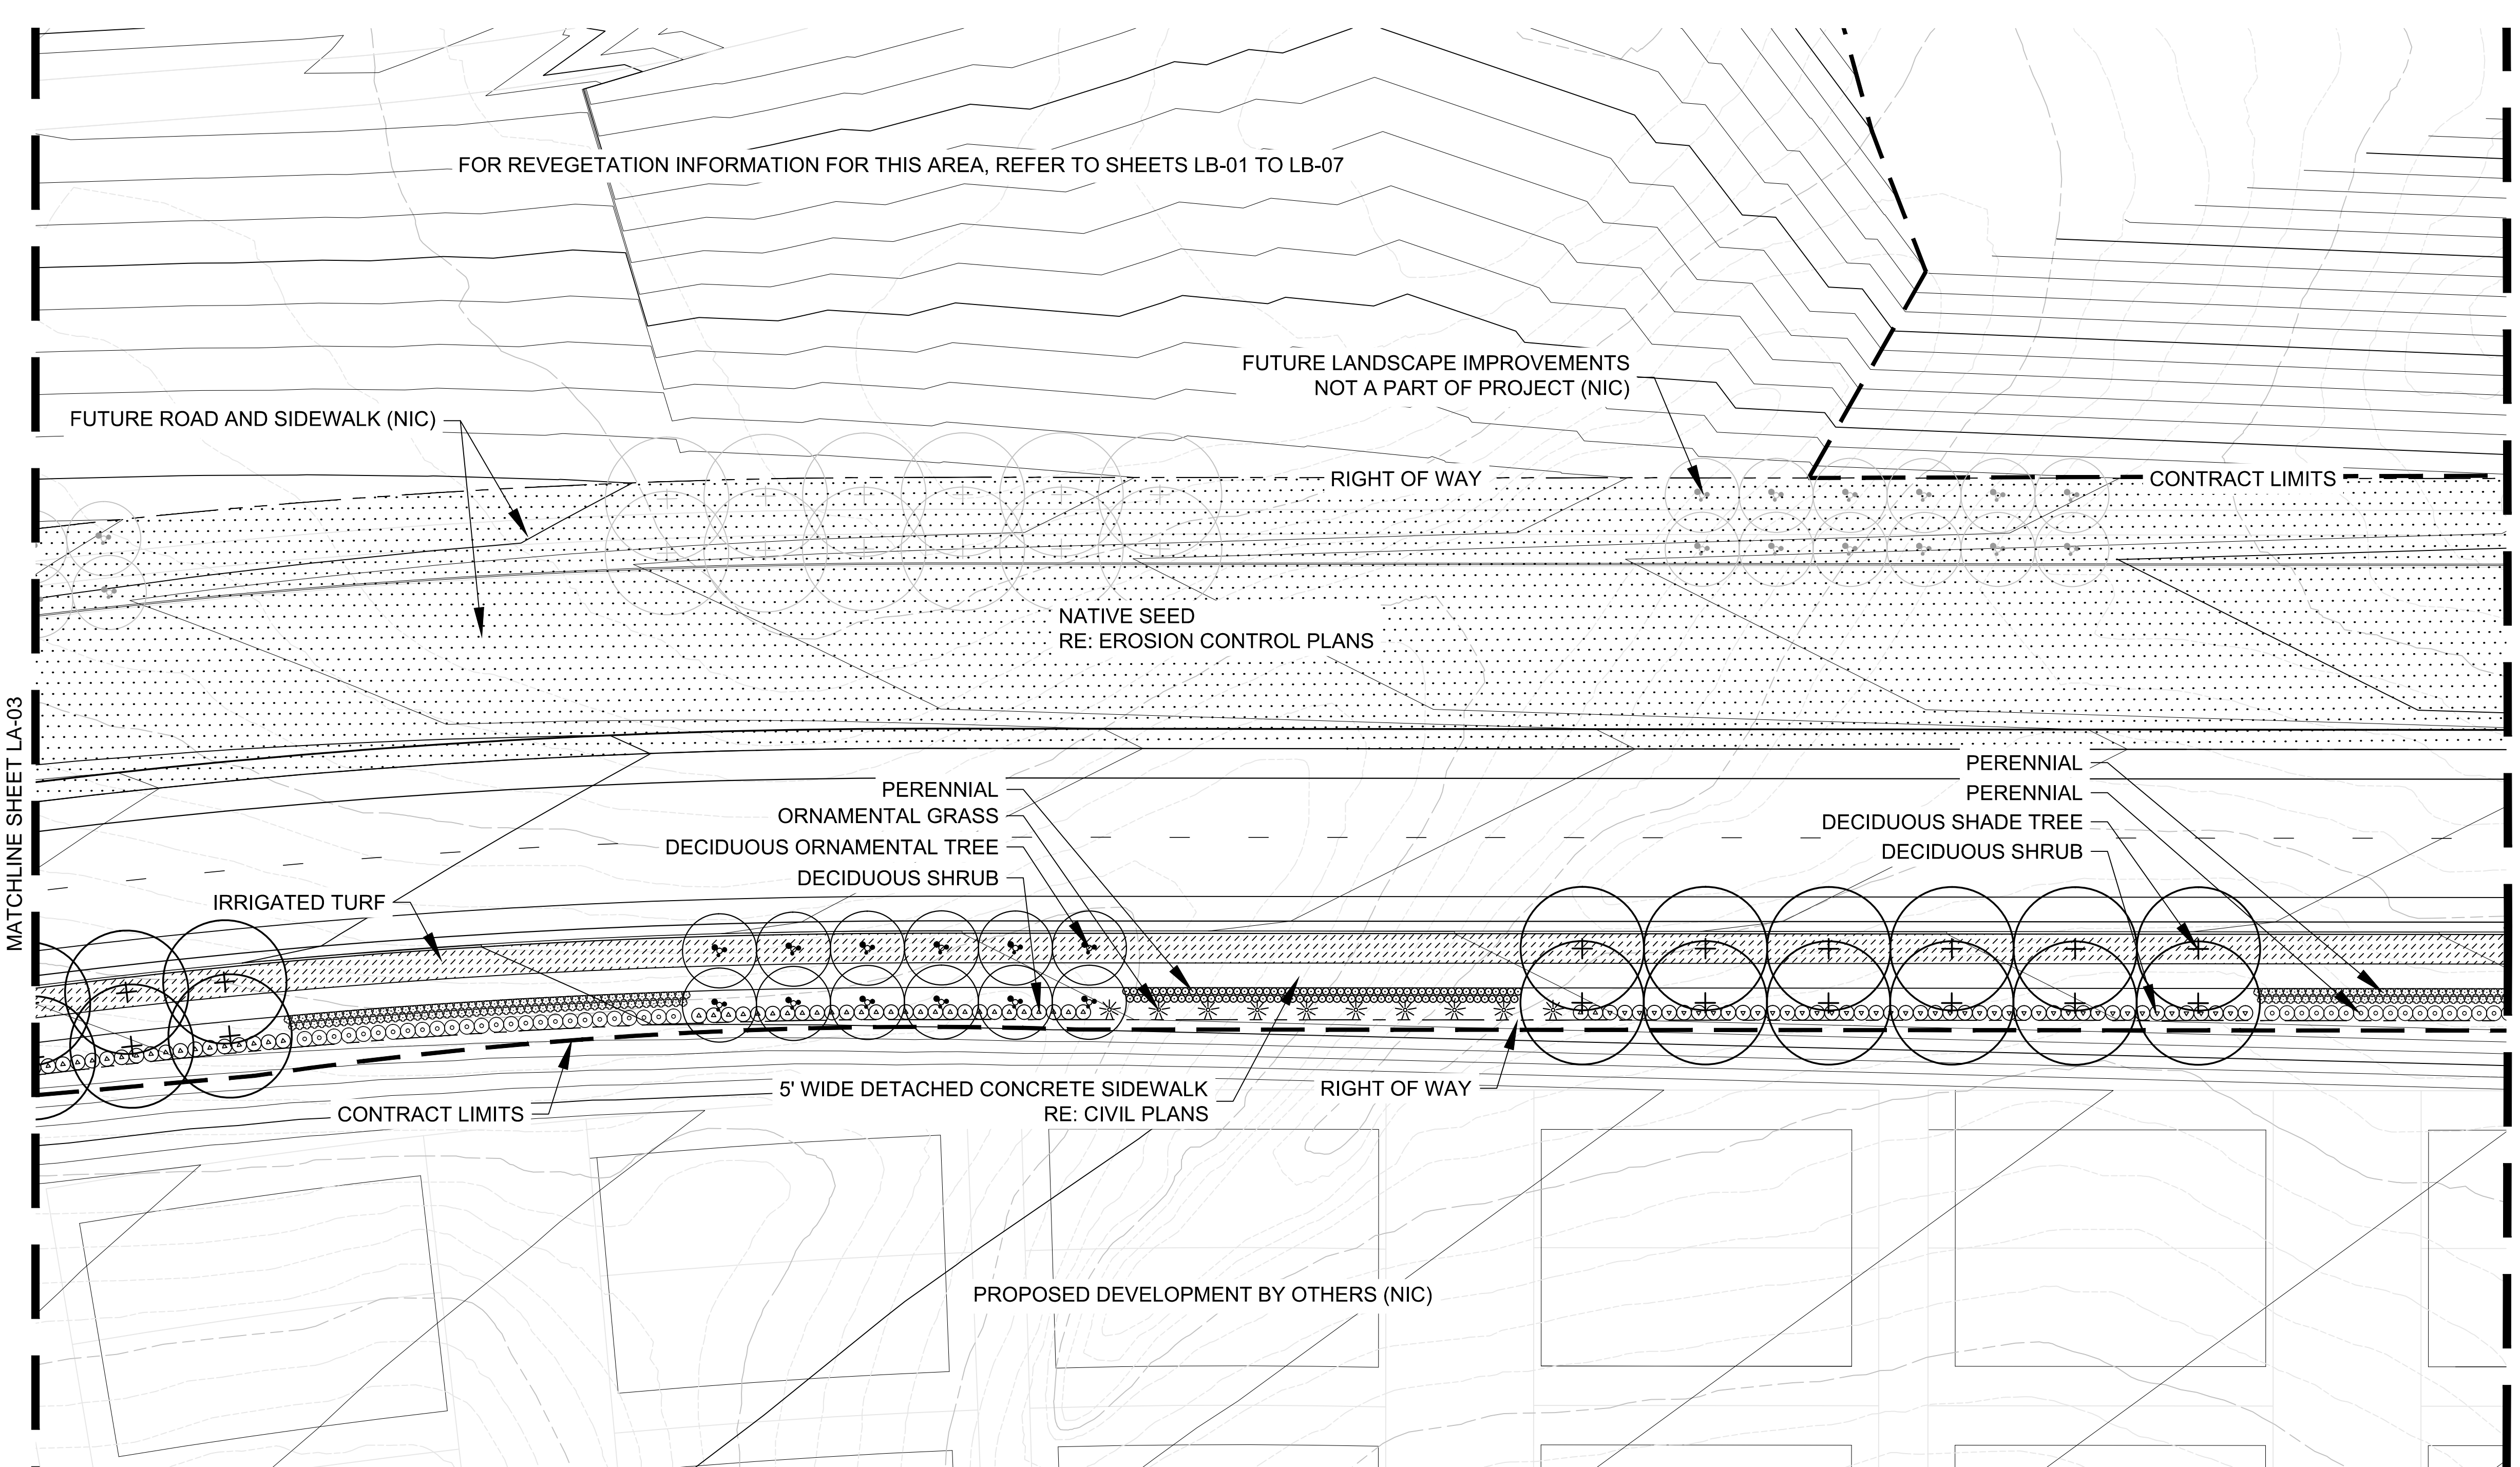 FOR REVEGETATION INFORMATION FOR THIS AREA, REFER TO SHEETS LB-01 TO LB-07
FUTURE LANDSCAPE IMPROVEMENTS
NOT A PART OF PROJECT (NIC)
FUTURE ROAD AND SIDEWALK (NIC)
RIGHT OF WAY
CONTRACT LIMITS
NATIVE SEED
RE: EROSION CONTROL PLANS
MATCHLINE SHEET LA-03
PERENNIAL
ORNAMENTAL GRASS
DECIDUOUS ORNAMENTAL TREE
DECIDUOUS SHRUB
PERENNIAL
PERENNIAL
DECIDUOUS SHADE TREE
DECIDUOUS SHRUB
IRRIGATED TURF
CONTRACT LIMITS
5' WIDE DETACHED CONCRETE SIDEWALK
RE: CIVIL PLANS
RIGHT OF WAY
PROPOSED DEVELOPMENT BY OTHERS (NIC)